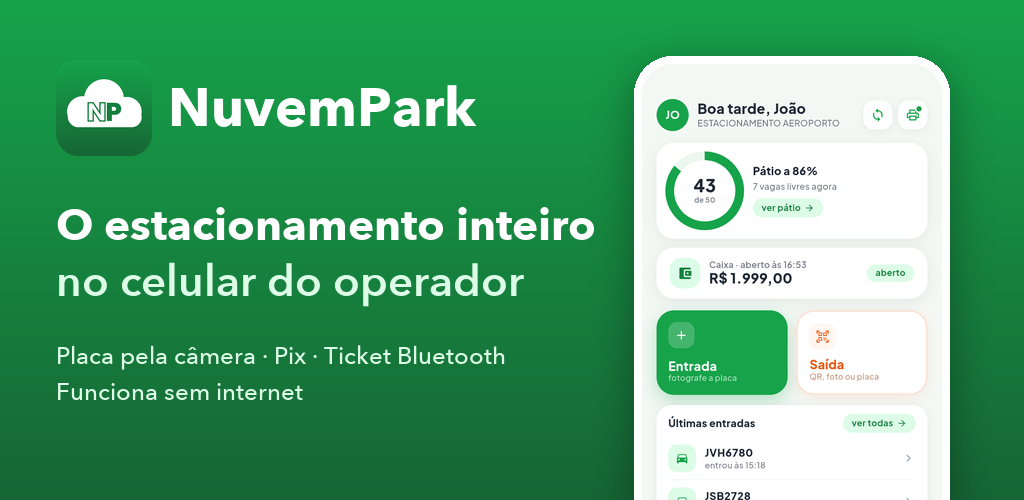 NP
NuvemPark
O estacionamento inteiro
no celular do operador
Placa pela câmera · Pix · Ticket Bluetooth
Funciona sem internet
JO
Boa tarde, João
ESTACIONAMENTO AEROPORTO
43
de 50
Pátio a 86%
7 vagas livres agora
ver pátio →
Caixa · aberto às 16:53
R$ 1.999,00
aberto
Entrada
fotografe a placa
Saída
QR, foto ou placa
Últimas entradas
ver todas →
JVH6780
entrou às 15:18
JSB2728